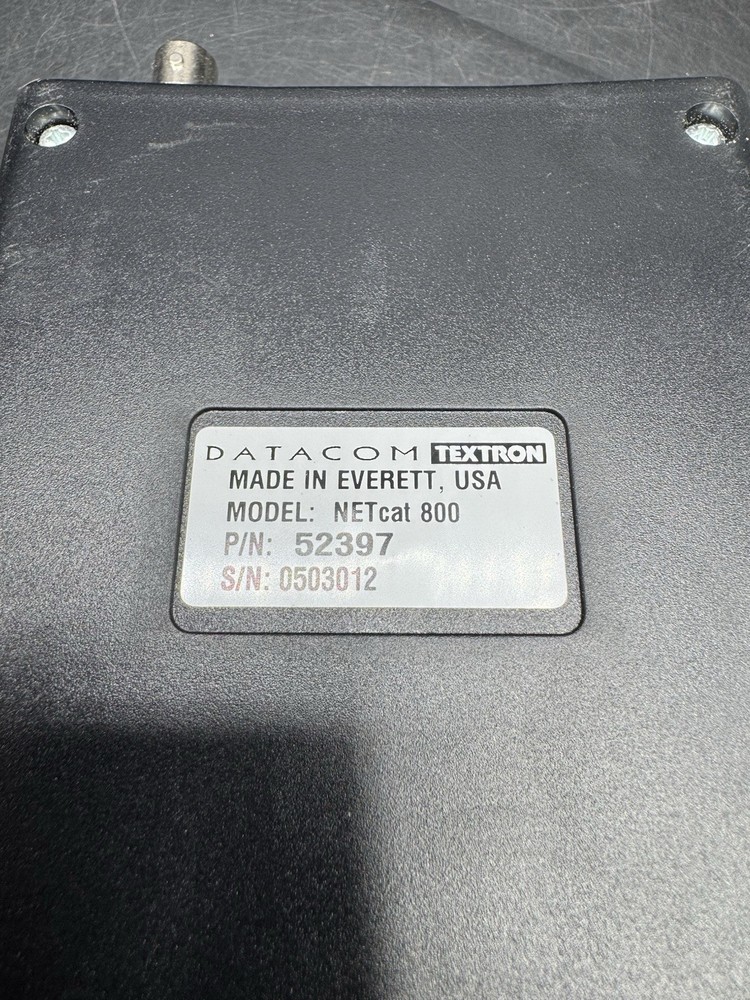 DATACOM TEXTRON
MADE IN EVERETT, USA
MODEL: NETcat 800
P/N: 52397
S/N: 0503012